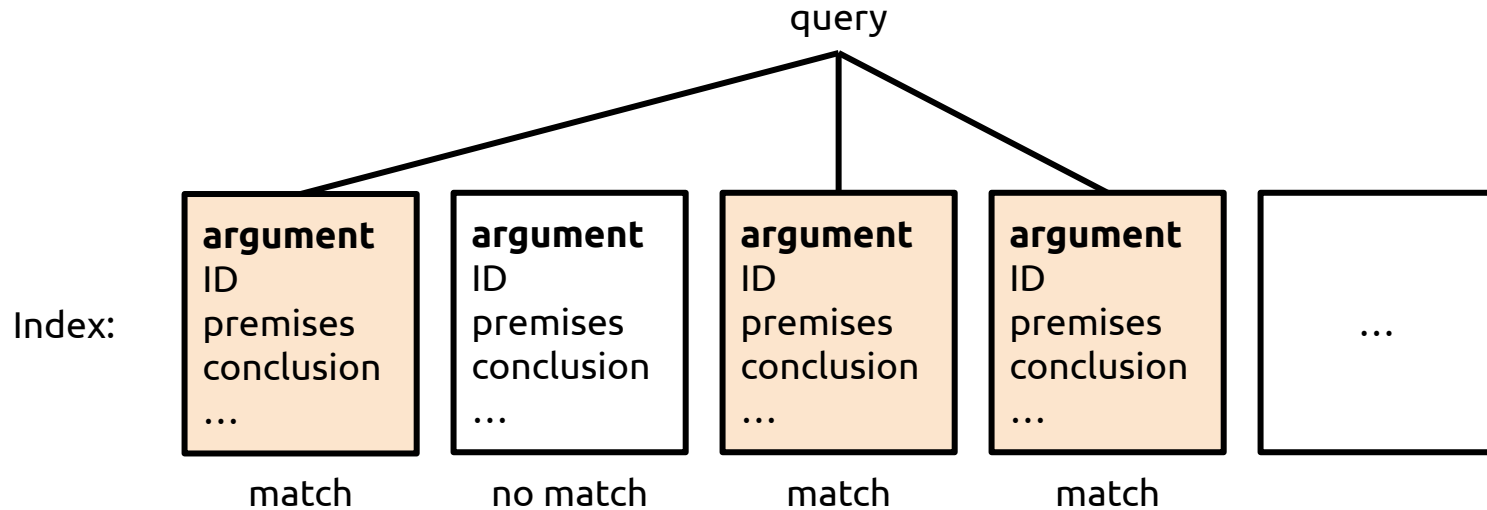 query
Index:
argument
ID
premises
conclusion
…
argument
ID
premises
conclusion
…
argument
ID
premises
conclusion
…
argument
ID
premises
conclusion
…
…
match
no match
match
match